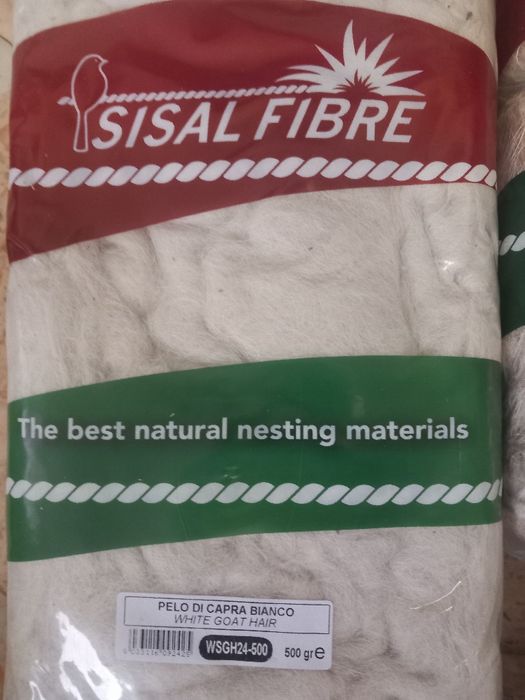 SISAL FIBRE
The best natural nesting materials
PELO DI CAPRA BIANCO
WHITE GOAT HAIR
WSGH24-500
500 gr e